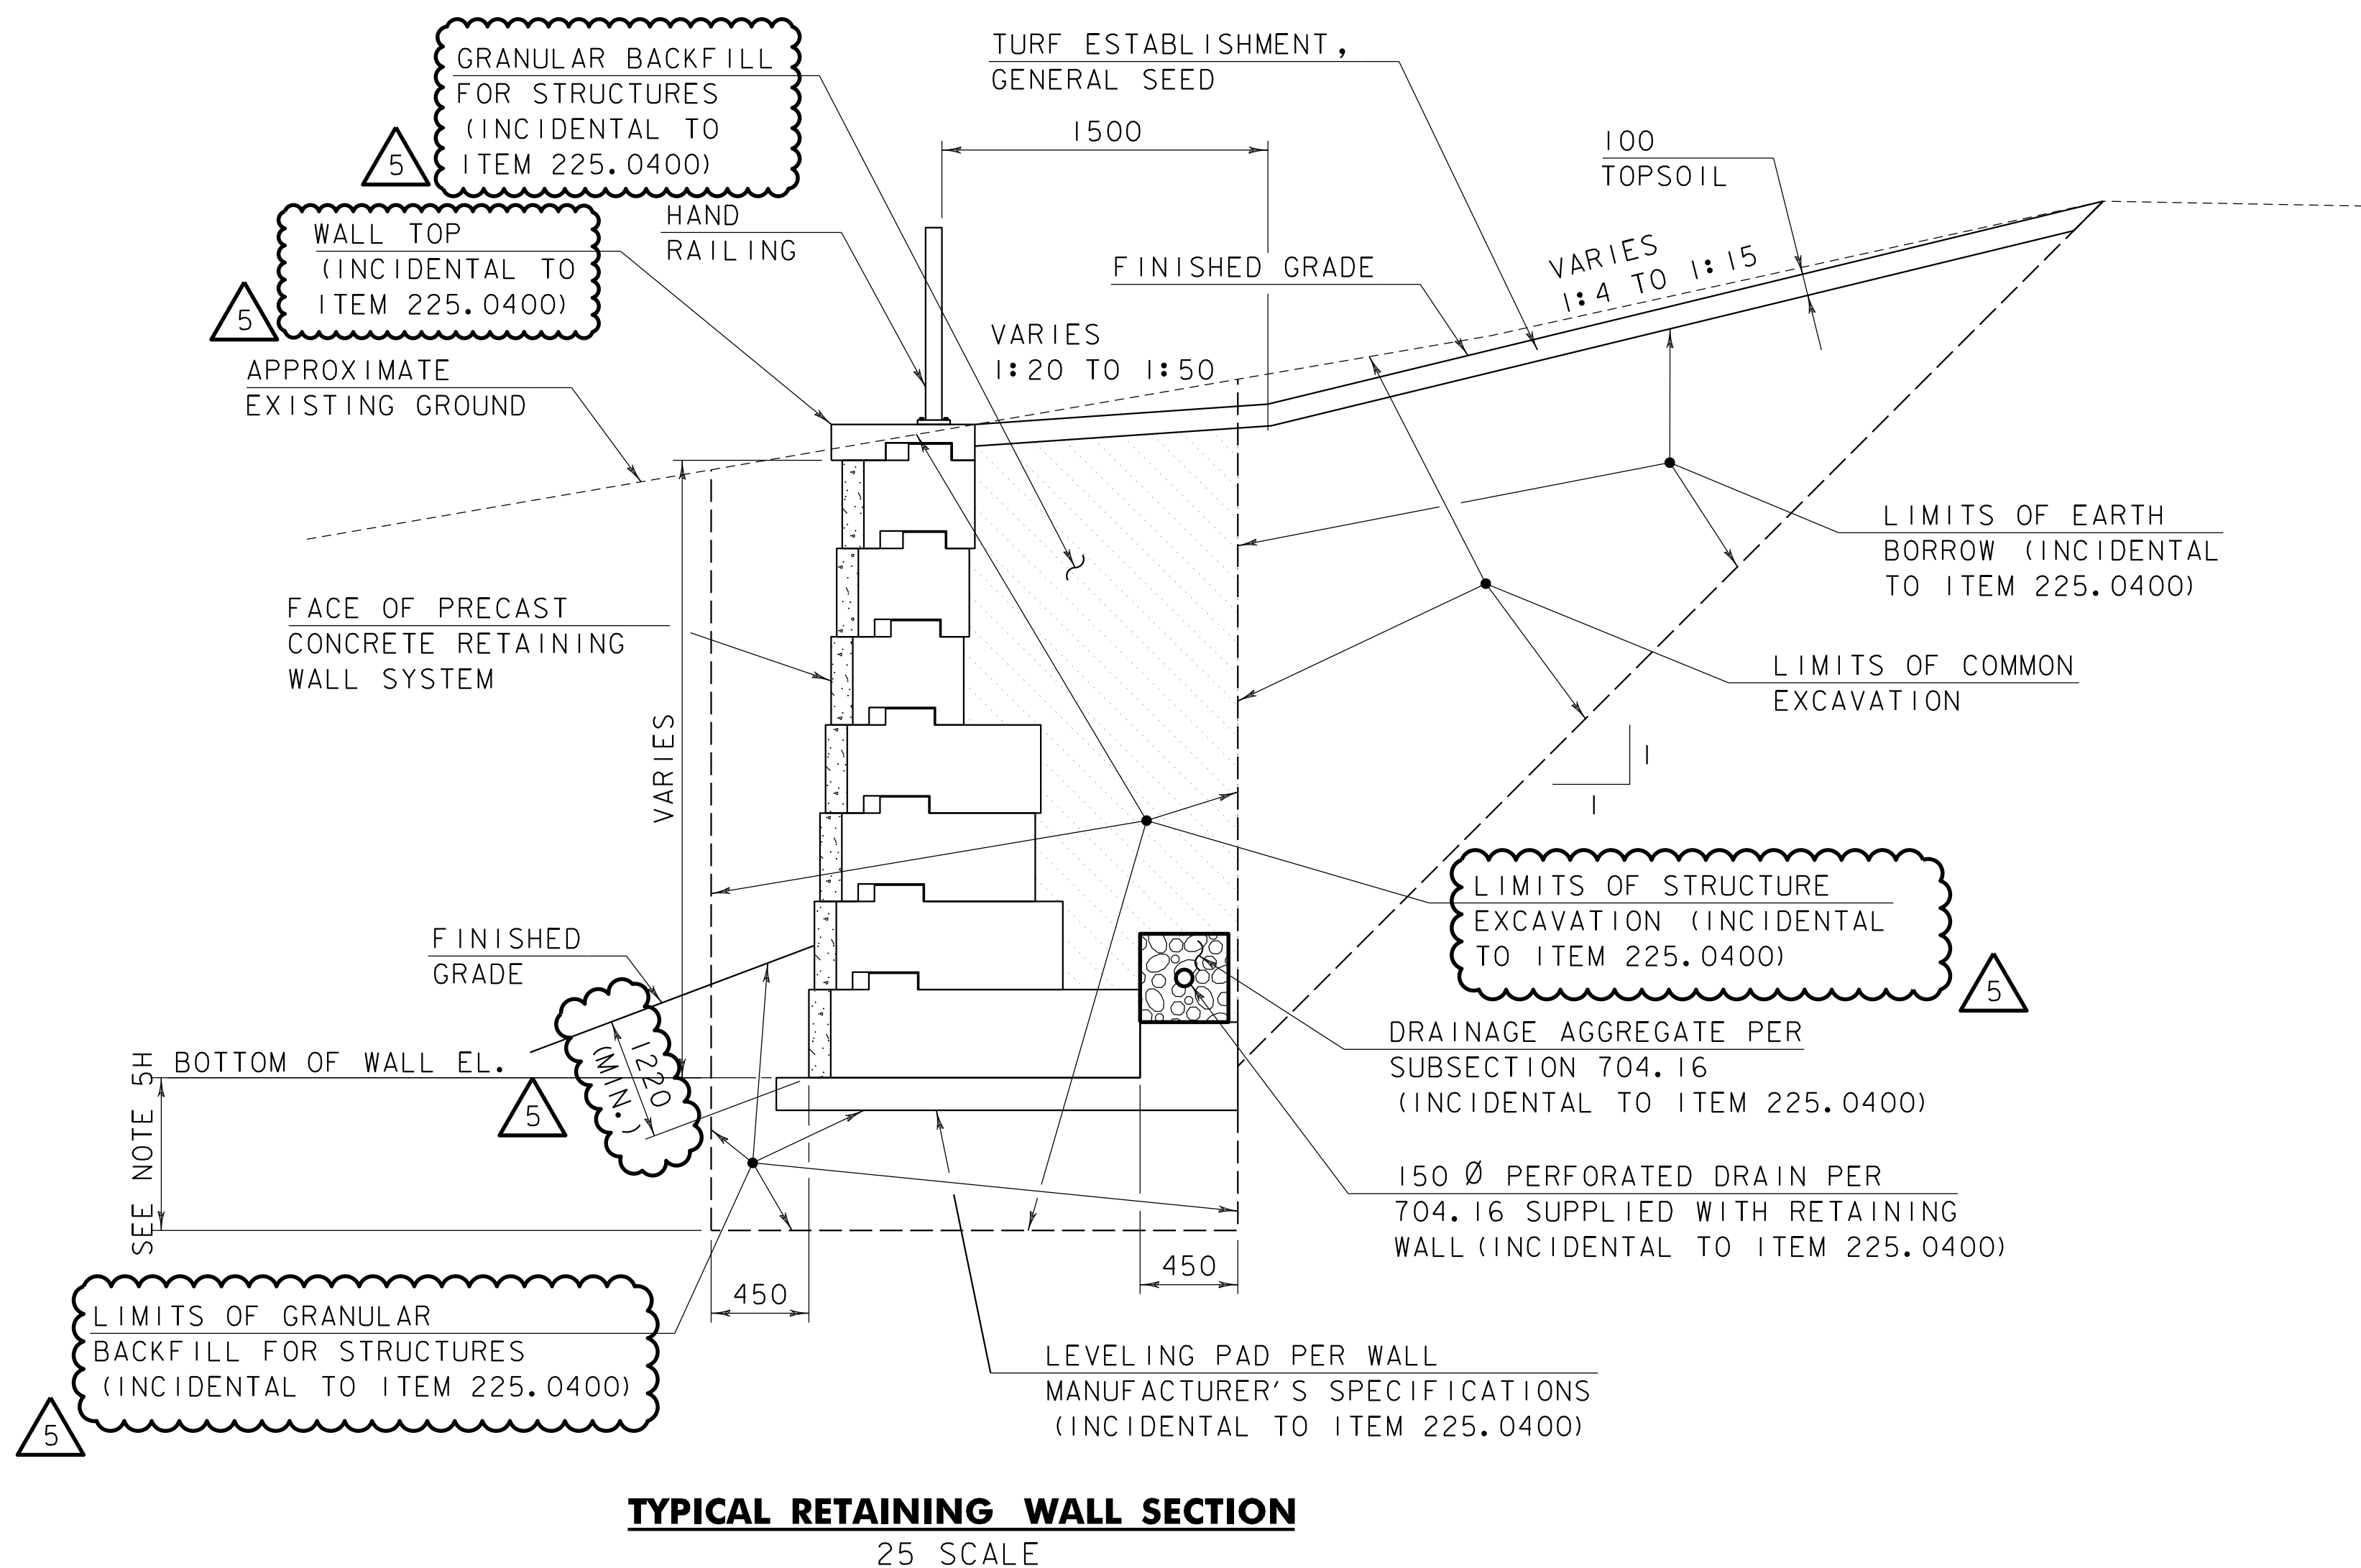 GRANULAR BACKFILL
FOR STRUCTURES
(INCIDENTAL TO
ITEM 225.0400)
5
TURF ESTABLISHMENT,
GENERAL SEED
1500
100
TOPSOIL
WALL TOP
(INCIDENTAL TO
ITEM 225.0400)
5
HAND
RAILING
FINISHED GRADE
VARIES
1:4 TO 1:15
VARIES
1:20 TO 1:50
APPROXIMATE
EXISTING GROUND
LIMITS OF EARTH
BORROW (INCIDENTAL
TO ITEM 225.0400)
FACE OF PRECAST
CONCRETE RETAINING
WALL SYSTEM
LIMITS OF COMMON
EXCAVATION
VARIES
1
1
LIMITS OF STRUCTURE
EXCAVATION (INCIDENTAL
TO ITEM 225.0400)
5
FINISHED
GRADE
BOTTOM OF WALL EL.
1220
(MIN.)
5
SEE NOTE 5H
DRAINAGE AGGREGATE PER
SUBSECTION 704.16
(INCIDENTAL TO ITEM 225.0400)
150 Ø PERFORATED DRAIN PER
704.16 SUPPLIED WITH RETAINING
WALL (INCIDENTAL TO ITEM 225.0400)
450
450
LIMITS OF GRANULAR
BACKFILL FOR STRUCTURES
(INCIDENTAL TO ITEM 225.0400)
5
LEVELING PAD PER WALL
MANUFACTURER'S SPECIFICATIONS
(INCIDENTAL TO ITEM 225.0400)
TYPICAL RETAINING WALL SECTION
25 SCALE